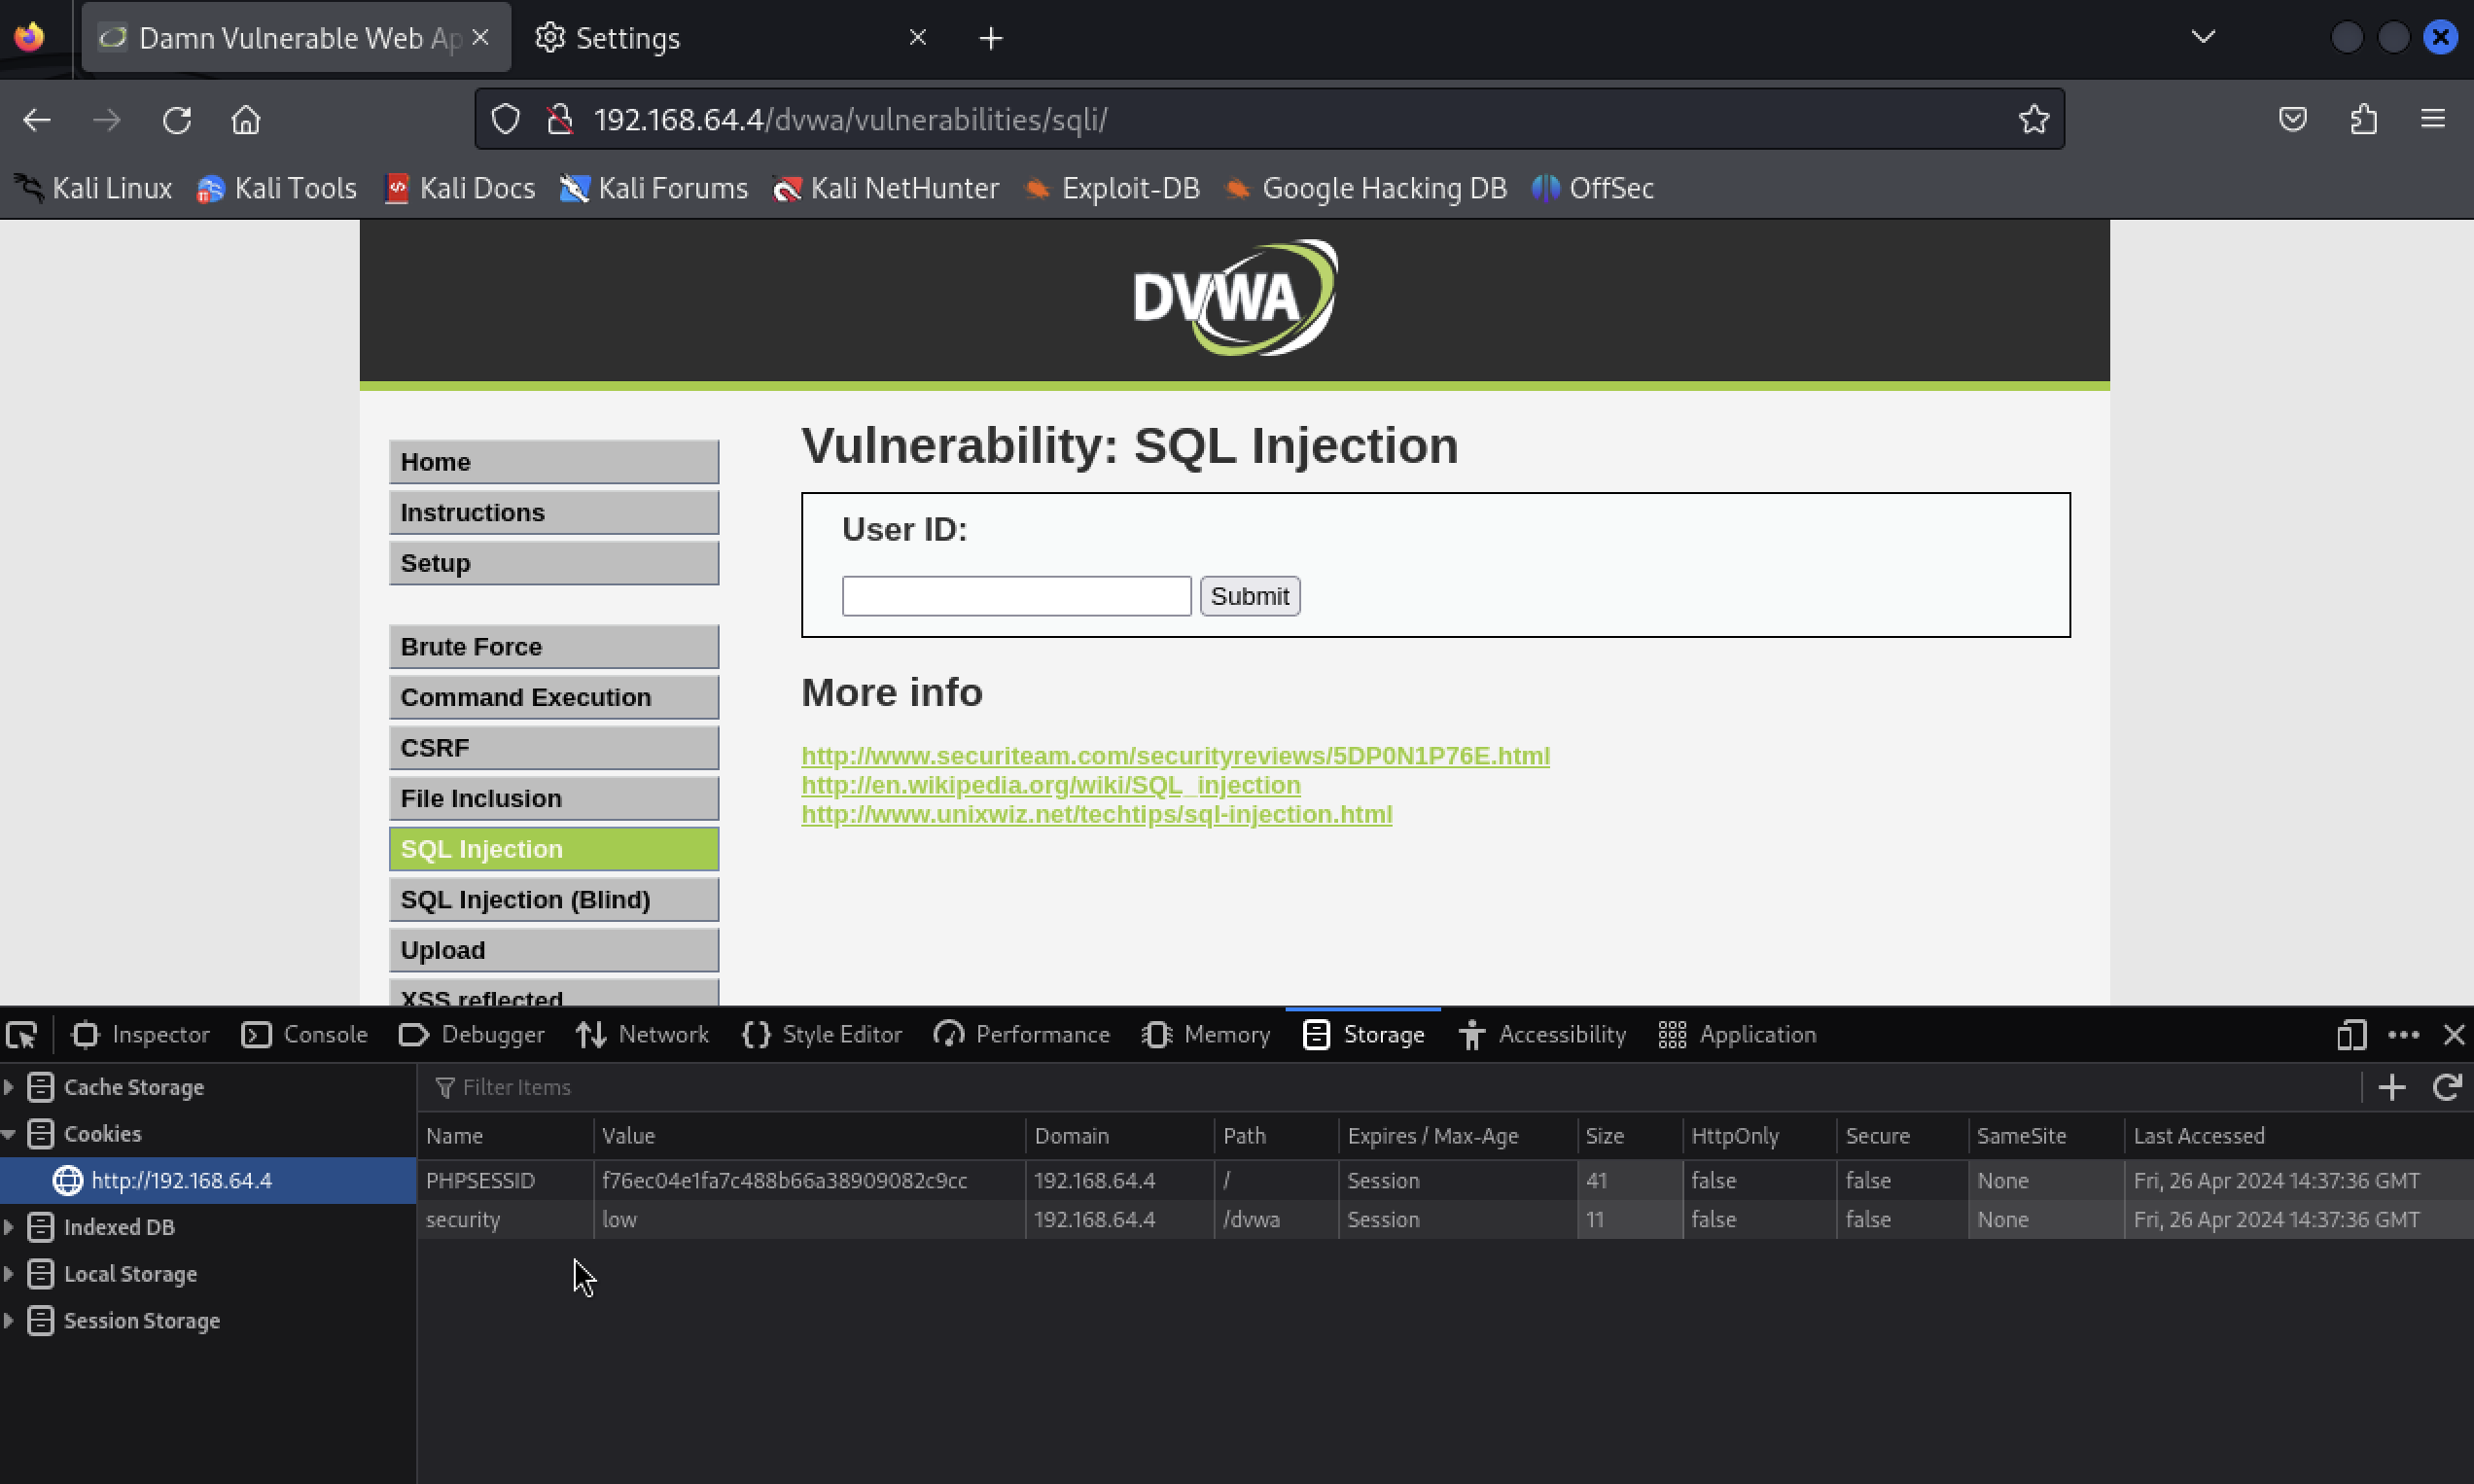 Damn Vulnerable Web Ap
Settings
192.168.64.4/dvwa/vulnerabilities/sqli/
Kali Linux Kali Tools Kali Docs Kali Forums Kali NetHunter Exploit-DB Google Hacking DB OffSec
DVWA
Home
Instructions
Setup
Brute Force
Command Execution
CSRF
File Inclusion
SQL Injection
SQL Injection (Blind)
Upload
XSS reflected
Vulnerability: SQL Injection
User ID:
Submit
More info
http://www.securiteam.com/securityreviews/5DP0N1P76E.html
http://en.wikipedia.org/wiki/SQL_injection
http://www.unixwiz.net/techtips/sql-injection.html
Inspector Console Debugger Network Style Editor Performance Memory Storage Accessibility Application
Cache Storage
Cookies
http://192.168.64.4
Indexed DB
Local Storage
Session Storage
Filter Items
Name Value Domain Path Expires / Max-Age Size HttpOnly Secure SameSite Last Accessed
PHPSESSID f76ec04e1fa7c488b66a38909082c9cc 192.168.64.4 / Session 41 false false None Fri, 26 Apr 2024 14:37:36 GMT
security low 192.168.64.4 /dvwa Session 11 false false None Fri, 26 Apr 2024 14:37:36 GMT